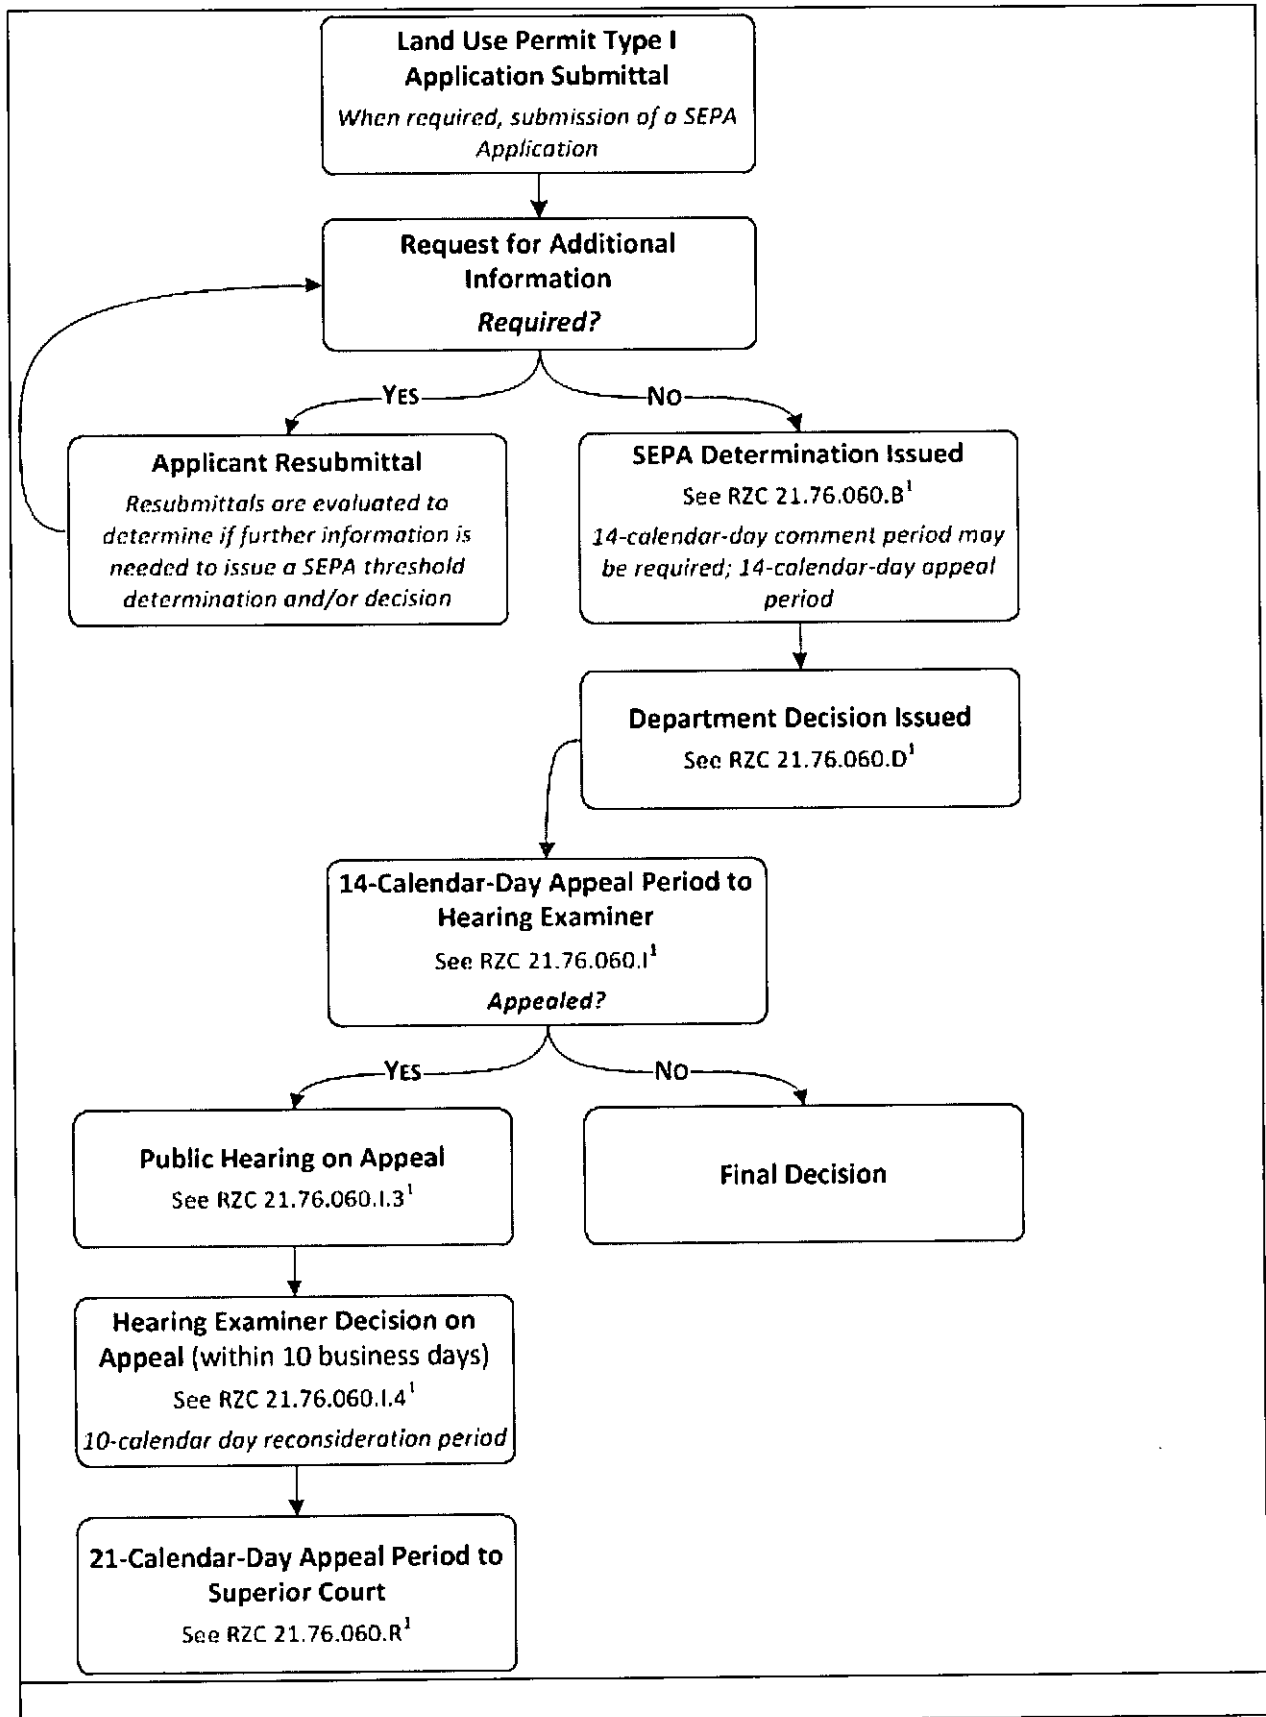 Land Use Permit Type I
Application Submittal
When required, submission of a SEPA
Application
Request for Additional
Information
Required?
YES
NO
Applicant Resubmittal
Resubmittals are evaluated to
determine if further information is
needed to issue a SEPA threshold
determination and/or decision
SEPA Determination Issued
See RZC 21.76.060.B¹
14-calendar-day comment period may
be required; 14-calendar-day appeal
period
Department Decision Issued
See RZC 21.76.060.D¹
14-Calendar-Day Appeal Period to
Hearing Examiner
See RZC 21.76.060.I¹
Appealed?
YES
NO
Public Hearing on Appeal
See RZC 21.76.060.I.3¹
Final Decision
Hearing Examiner Decision on
Appeal (within 10 business days)
See RZC 21.76.060.I.4¹
10-calendar day reconsideration period
21-Calendar-Day Appeal Period to
Superior Court
See RZC 21.76.060.R¹